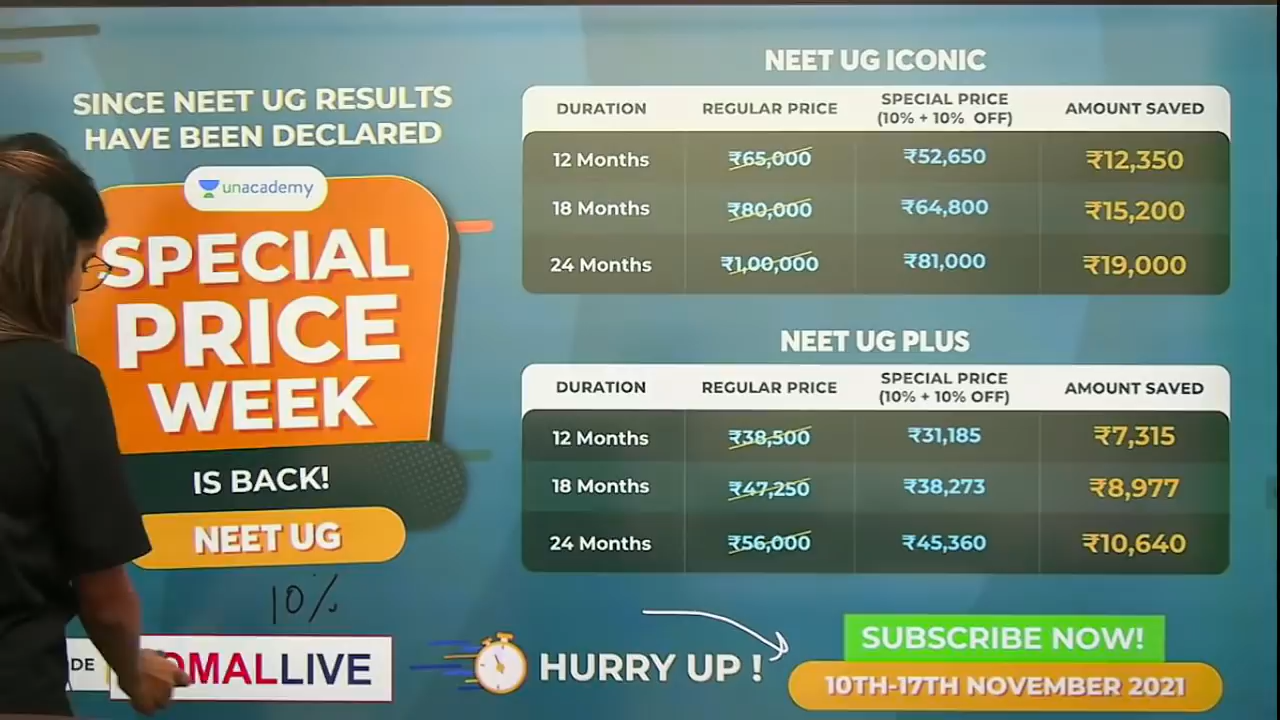 SINCE NEET UG RESULTS
HAVE BEEN DECLARED
unacademy
SPECIAL
PRICE
WEEK
IS BACK!
NEET UG
10%
DE
OMALLIVE
NEET UG ICONIC
DURATION REGULAR PRICE SPECIAL PRICE (10% + 10% OFF) AMOUNT SAVED
12 Months ₹65,000 ₹52,650 ₹12,350
18 Months ₹80,000 ₹64,800 ₹15,200
24 Months ₹1,00,000 ₹81,000 ₹19,000
NEET UG PLUS
DURATION REGULAR PRICE SPECIAL PRICE (10% + 10% OFF) AMOUNT SAVED
12 Months ₹38,500 ₹31,185 ₹7,315
18 Months ₹47,250 ₹38,273 ₹8,977
24 Months ₹56,000 ₹45,360 ₹10,640
HURRY UP !
SUBSCRIBE NOW!
10TH-17TH NOVEMBER 2021